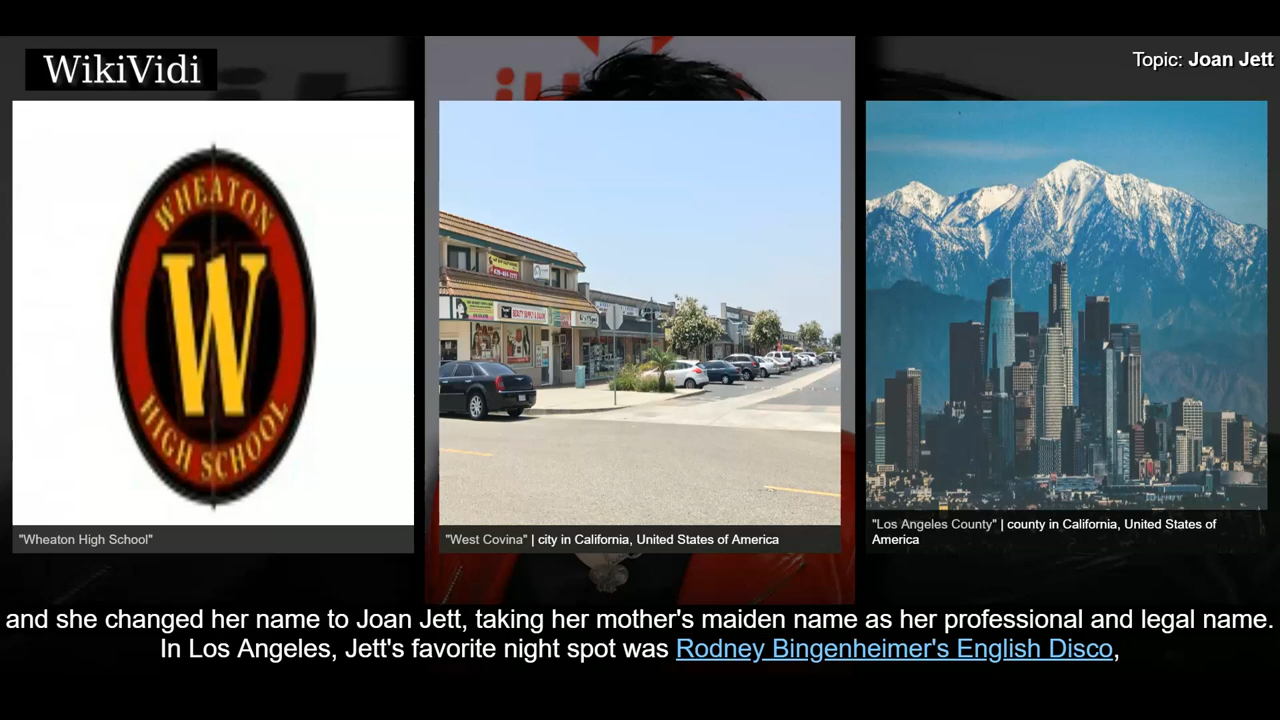 WikiVidi
Topic: Joan Jett
WHEATON
W
HIGH SCHOOL
BEAUTY SUPPLY & SALON
"Wheaton High School"
"West Covina" | city in California, United States of America
"Los Angeles County" | county in California, United States of
America
and she changed her name to Joan Jett, taking her mother's maiden name as her professional and legal name.
In Los Angeles, Jett's favorite night spot was Rodney Bingenheimer's English Disco,